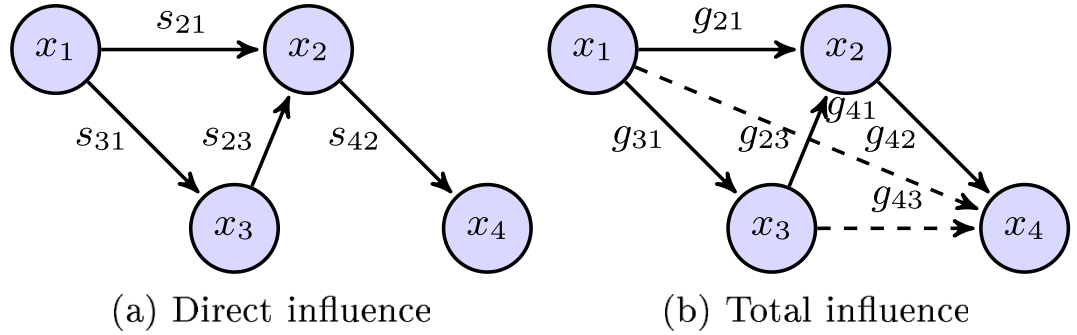 x₁ s₂₁ x₂ x₁ g₂₁ x₂
g₄₁
s₃₁ s₂₃ s₄₂ g₃₁ g₂₃ g₄₂
g₄₃
x₃ x₄ x₃ x₄
(a) Direct influence (b) Total influence